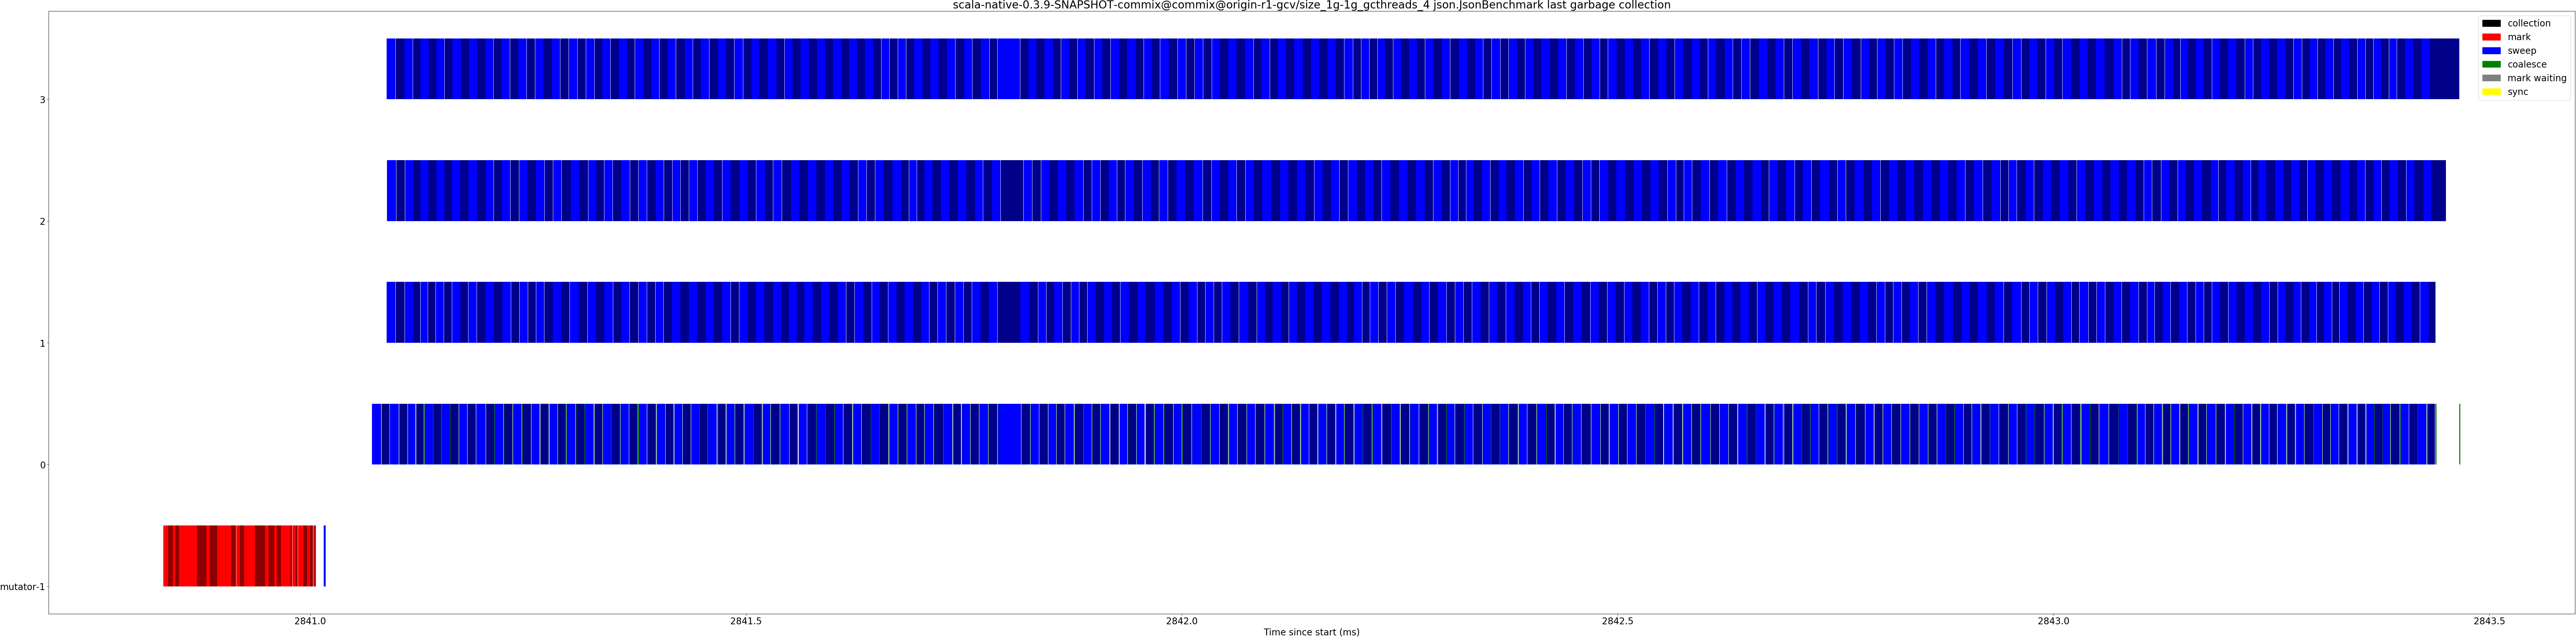 scala-native-0.3.9-SNAPSHOT-commix@commix@origin-r1-gcv/size_1g-1g_gcthreads_4 json.JsonBenchmark last garbage collection
collection
mark
sweep
coalesce
mark waiting
sync
3
2
1
0
mutator-1
2841.0 2841.5 2842.0 2842.5 2843.0 2843.5
Time since start (ms)